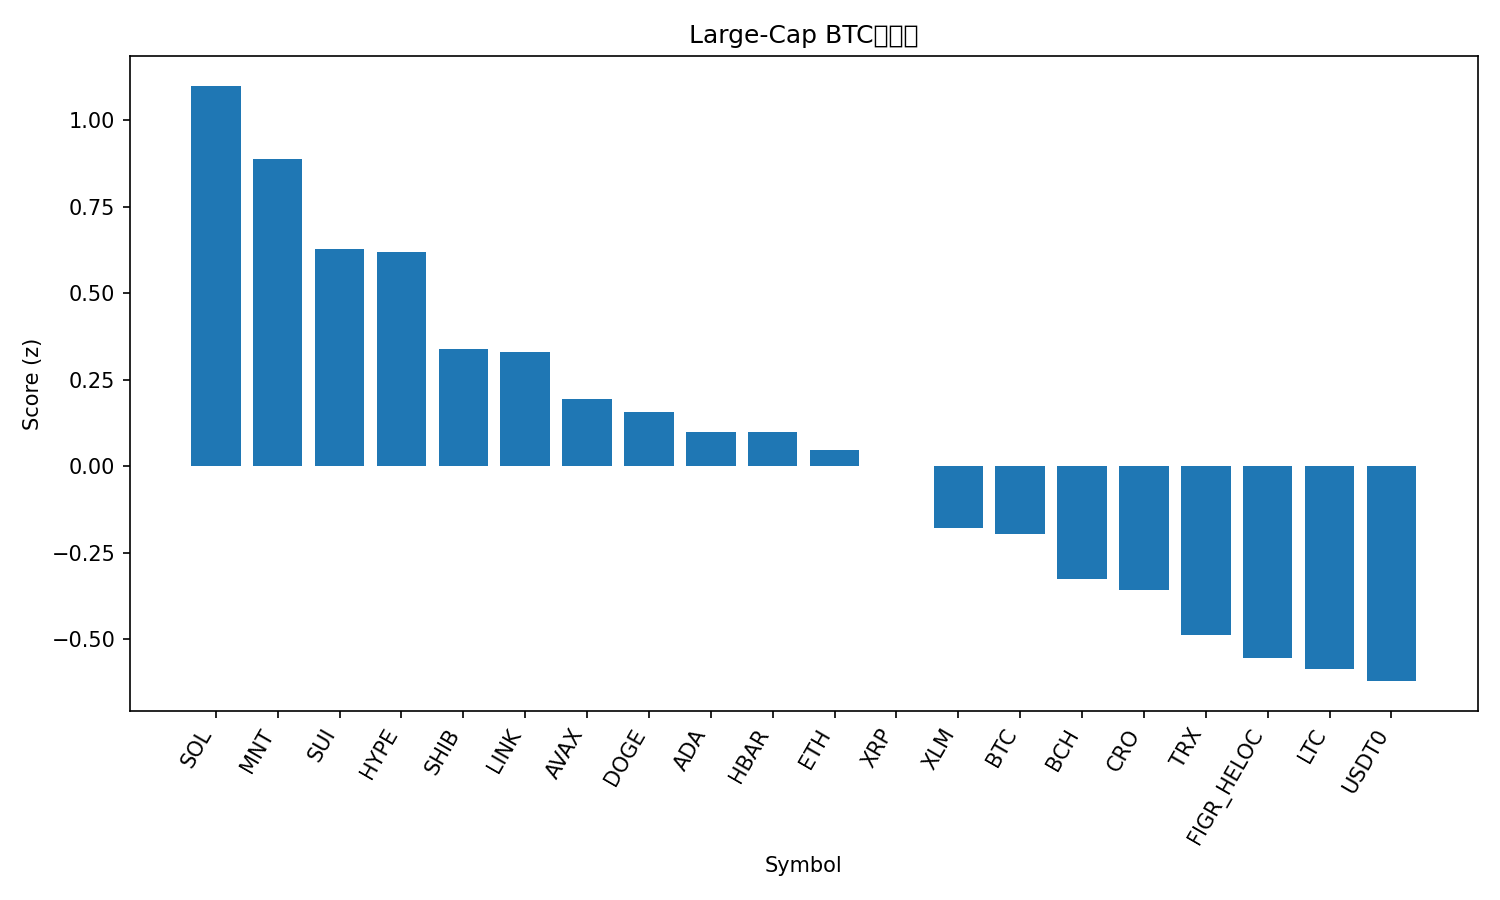 Large-Cap BTC
1.00
0.75
0.50
0.25
0.00
−0.25
−0.50
Score (z)
SOL
MNT
SUI
HYPE
SHIB
LINK
AVAX
DOGE
ADA
HBAR
ETH
XRP
XLM
BTC
BCH
CRO
TRX
FIGR_HELOC
LTC
USDT0
Symbol